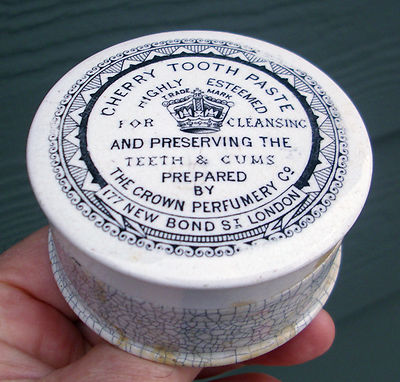 CHERRY TOOTH PASTE
HIGHLY ESTEEMED
TRADE MARK
FOR CLEANSING
AND PRESERVING THE
TEETH & GUMS
PREPARED
BY
THE CROWN PERFUMERY Co
177 NEW BOND St LONDON